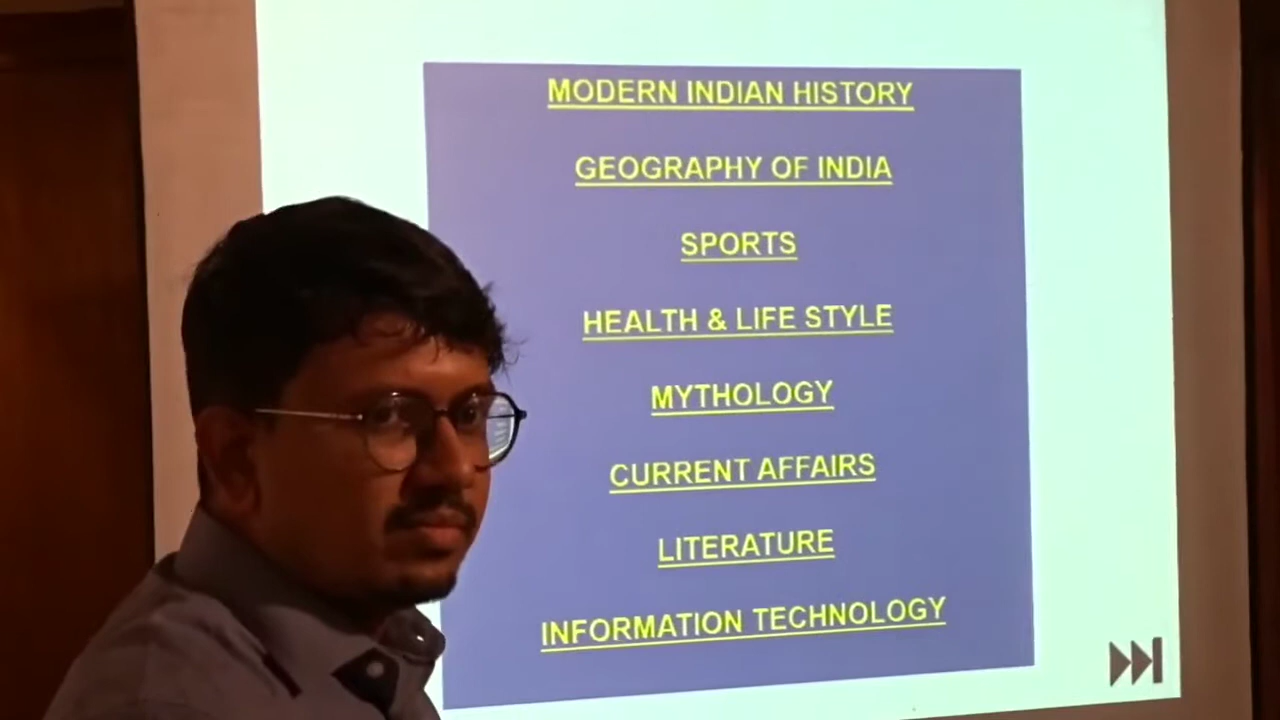 MODERN INDIAN HISTORY
GEOGRAPHY OF INDIA
SPORTS
HEALTH & LIFE STYLE
MYTHOLOGY
CURRENT AFFAIRS
LITERATURE
INFORMATION TECHNOLOGY